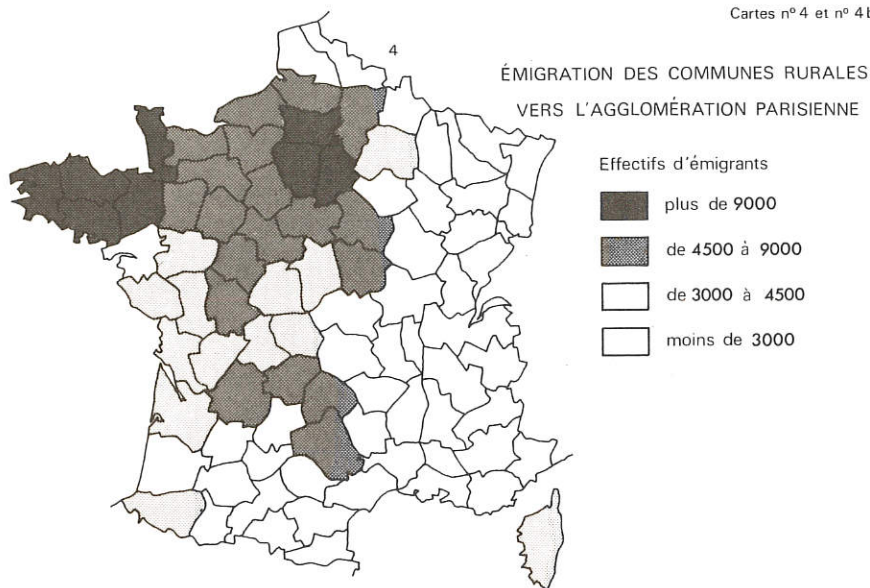 Cartes nº 4 et nº 4b
4
ÉMIGRATION DES COMMUNES RURALES
VERS L'AGGLOMÉRATION PARISIENNE
Effectifs d'émigrants
plus de 9000
de 4500 à 9000
de 3000 à 4500
moins de 3000